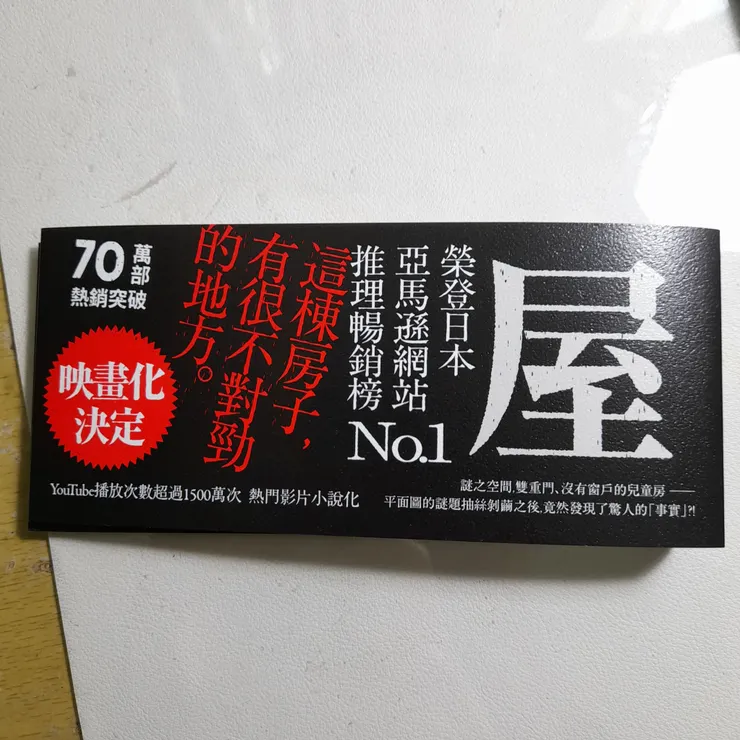 屋
榮登日本
亞馬遜網站
推理暢銷榜
No.1
這棟房子，
有很不對勁
的地方。
70萬部
熱銷突破
映畫化
決定
謎之空間、雙重門、沒有窗戶的兒童房——
平面圖的謎題抽絲剝繭之後，竟然發現了驚人的「事實」?!
YouTube播放次數超過1500萬次 熱門影片小說化